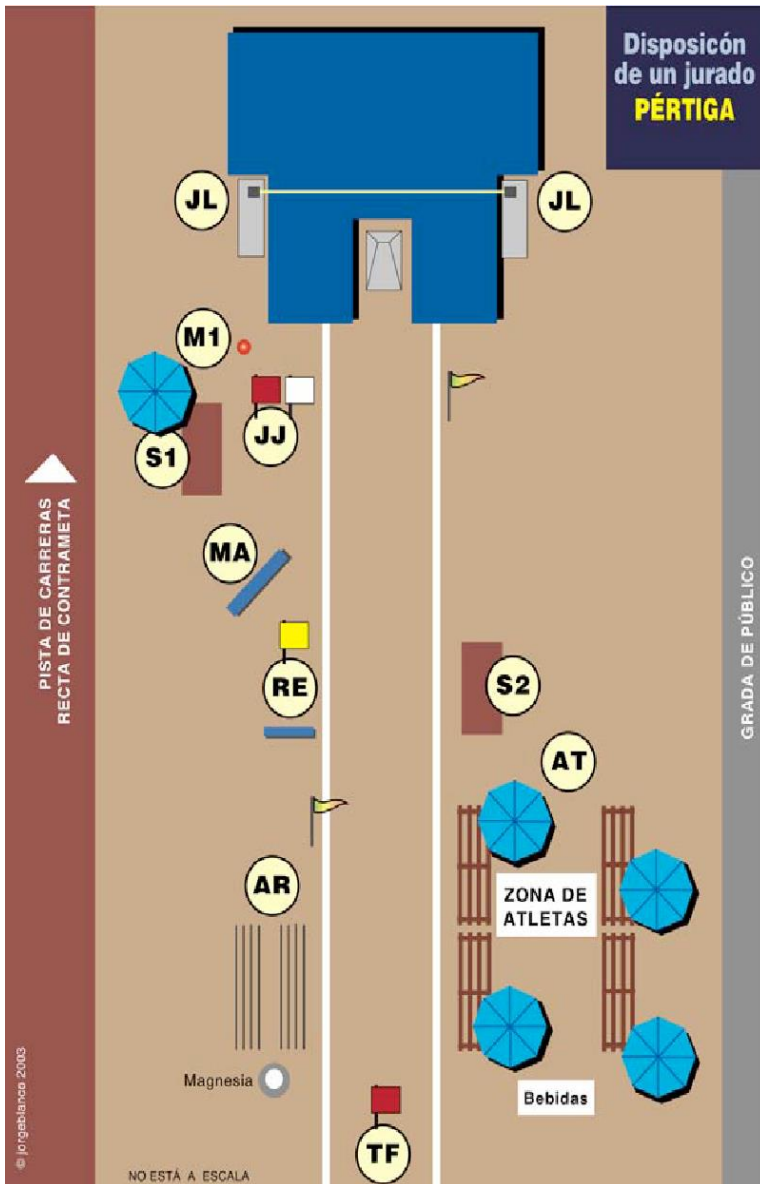 Disposicón
de un jurado
PÉRTIGA
JL
JL
M1
JJ
S1
MA
RE
S2
AT
AR
ZONA DE
ATLETAS
Magnesia
Bebidas
TF
NO ESTÁ A ESCALA
PISTA DE CARRERAS
RECTA DE CONTRAMETA
GRADA DE PÚBLICO
© jorgeblanco 2003